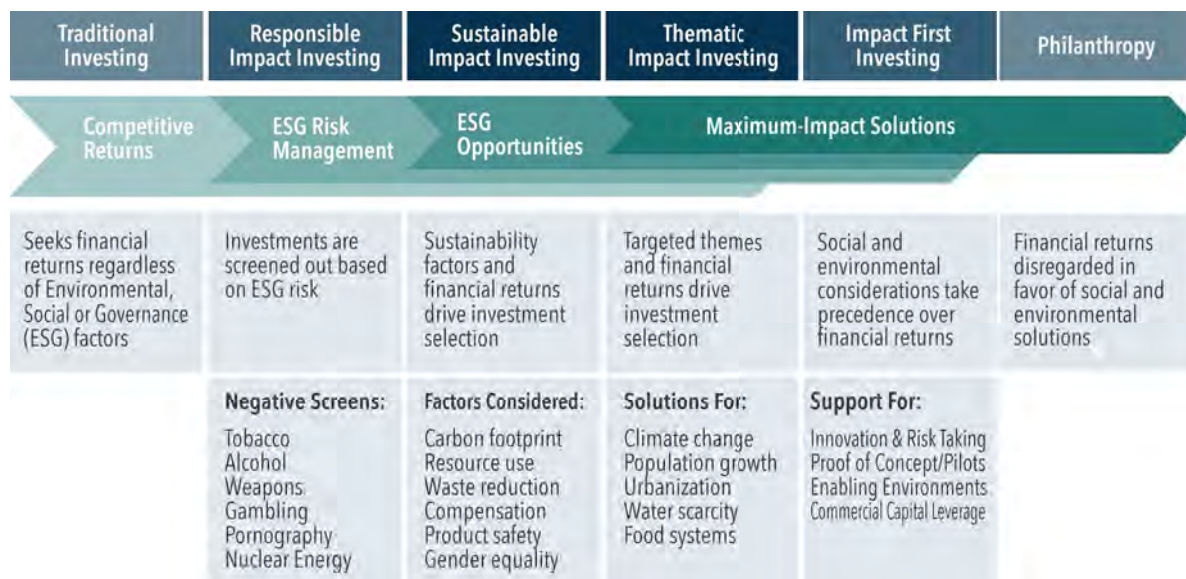 Traditional
Investing
Responsible
Impact Investing
Sustainable
Impact Investing
Thematic
Impact Investing
Impact First
Investing
Philanthropy
Competitive
Returns
ESG Risk
Management
ESG
Opportunities
Maximum-Impact Solutions
Seeks financial
returns regardless
of Environmental,
Social or Governance
(ESG) factors
Investments are
screened out based
on ESG risk
Sustainability
factors and
financial returns
drive investment
selection
Targeted themes
and financial
returns drive
investment
selection
Social and
environmental
considerations take
precedence over
financial returns
Financial returns
disregarded in
favor of social and
environmental
solutions
Negative Screens:
Tobacco
Alcohol
Weapons
Gambling
Pornography
Nuclear Energy
Factors Considered:
Carbon footprint
Resource use
Waste reduction
Compensation
Product safety
Gender equality
Solutions For:
Climate change
Population growth
Urbanization
Water scarcity
Food systems
Support For:
Innovation & Risk Taking
Proof of Concept/Pilots
Enabling Environments
Commercial Capital Leverage